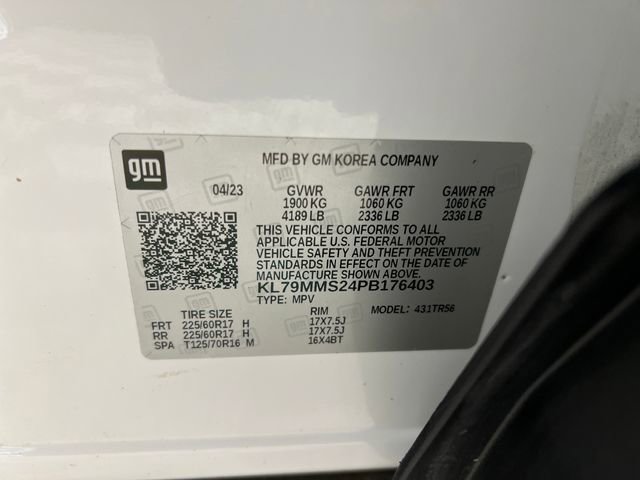 gm
MFD BY GM KOREA COMPANY
04/23 GVWR GAWR FRT GAWR RR
1900 KG 1060 KG 1060 KG
4189 LB 2336 LB 2336 LB
THIS VEHICLE CONFORMS TO ALL
APPLICABLE U.S. FEDERAL MOTOR
VEHICLE SAFETY AND THEFT PREVENTION
STANDARDS IN EFFECT ON THE DATE OF
MANUFACTURE SHOWN ABOVE.
KL79MMS24PB176403
TYPE: MPV MODEL: 431TR56
TIRE SIZE RIM
FRT 225/60R17 H 17X7.5J
RR 225/60R17 H 17X7.5J
SPA T125/70R16 M 16X4BT